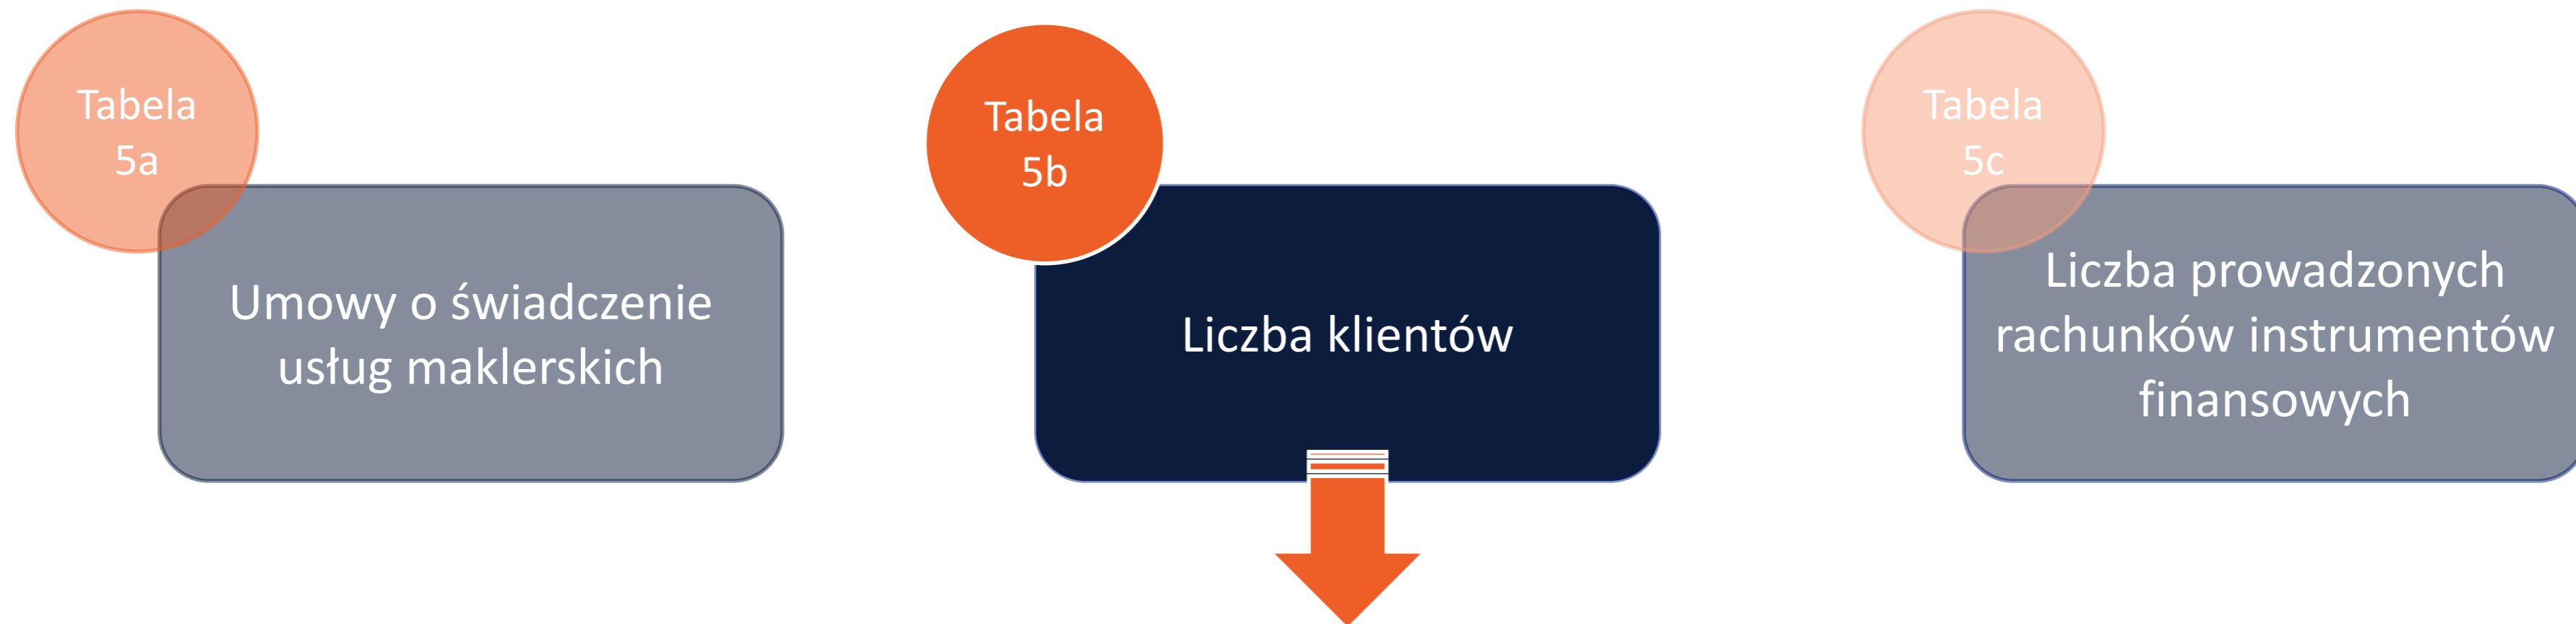 Tabela
5a
Umowy o świadczenie
usług maklerskich
Tabela
5b
Liczba klientów
Tabela
5c
Liczba prowadzonych
rachunków instrumentów
finansowych